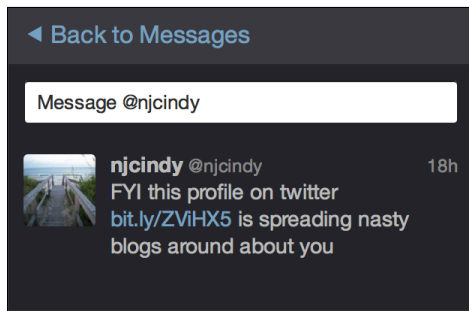 Back to Messages
Message @njcindy
njcindy @njcindy 18h
FYI this profile on twitter
bit.ly/ZViHX5 is spreading nasty
blogs around about you